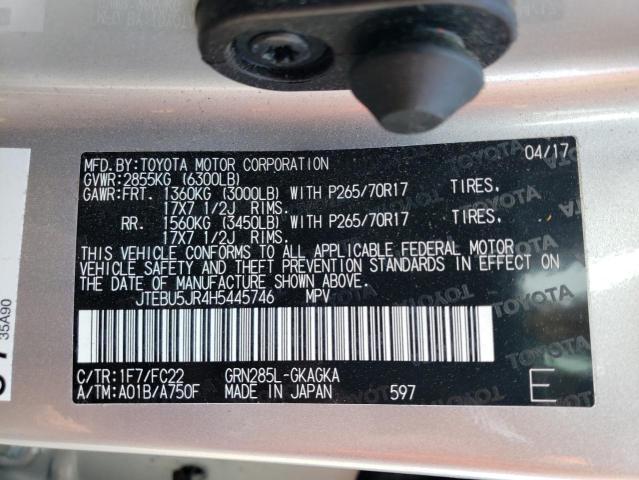 MFD. BY:TOYOTA MOTOR CORPORATION 04/17
GVWR:2855KG (6300LB)
GAWR:FRT. 1360KG (3000LB) WITH P265/70R17 TIRES,
17X7 1/2J RIMS.
RR. 1560KG (3450LB) WITH P265/70R17 TIRES,
17X7 1/2J RIMS.
THIS VEHICLE CONFORMS TO ALL APPLICABLE FEDERAL MOTOR
VEHICLE SAFETY AND THEFT PREVENTION STANDARDS IN EFFECT ON
THE DATE OF MANUFACTURE SHOWN ABOVE.
JTEBU5JR4H5445746 MPV
C/TR:1F7/FC22 GRN285L-GKAGKA
A/TM:A01B/A750F MADE IN JAPAN 597 E
35A90